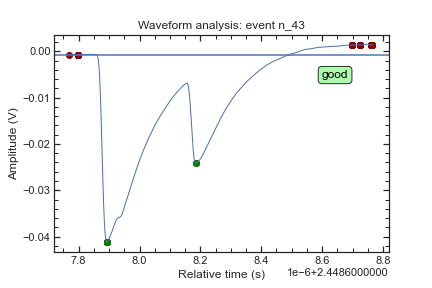 Waveform analysis: event n_43
0.00
good
−0.01
Amplitude (V)
−0.02
−0.03
−0.04
7.8 8.0 8.2 8.4 8.6 8.8
Relative time (s) 1e−6+2.4486000000